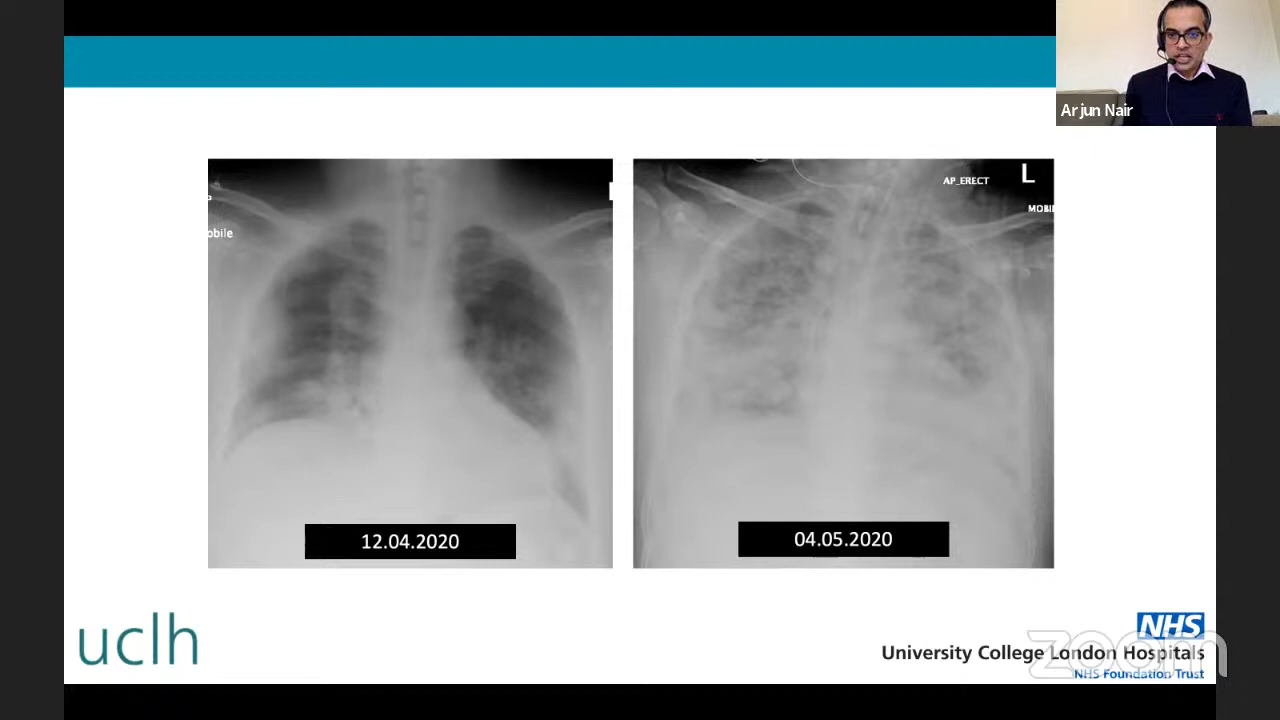 Arjun Nair
AP_ERECT
L
obile
MOBI
12.04.2020
04.05.2020
uclh
NHS
University College London Hospitals
NHS Foundation Trust
zoom